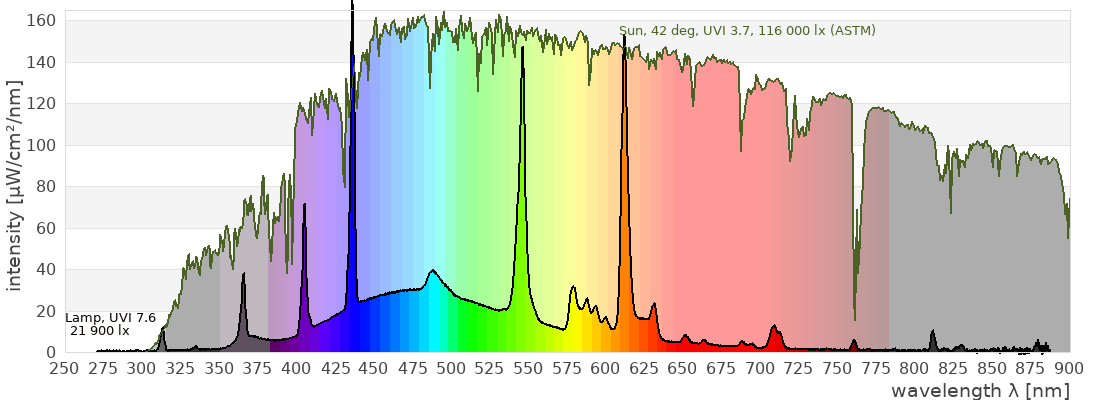 160
140
120
100
80
60
40
20
0
intensity [µW/cm²/nm]
Sun, 42 deg, UVI 3.7, 116 000 lx (ASTM)
Lamp, UVI 7.6
21 900 lx
250 275 300 325 350 375 400 425 450 475 500 525 550 575 600 625 650 675 700 725 750 775 800 825 850 875 900
wavelength λ [nm]